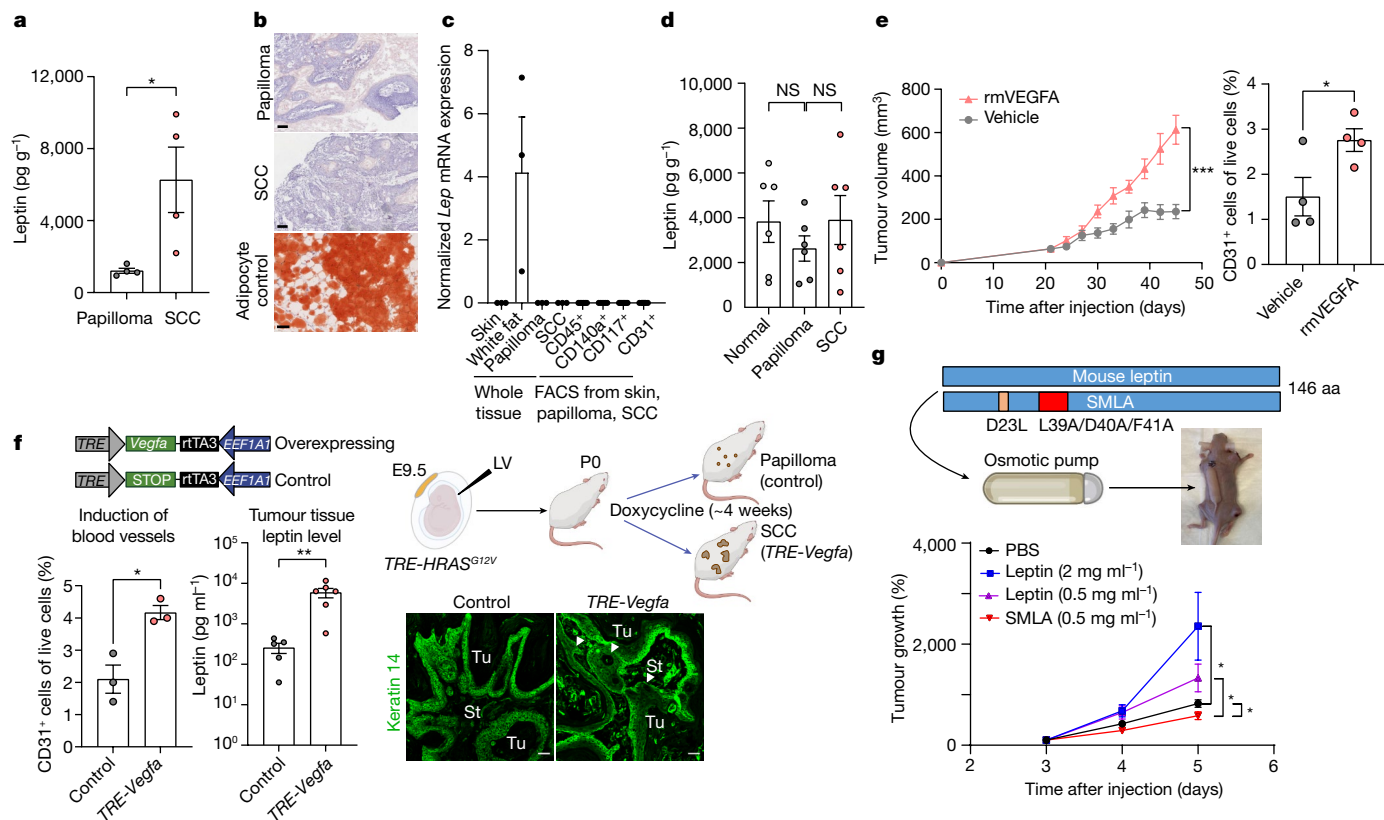 a
Leptin (pg g⁻¹)
12,000
8,000
4,000
0
*
Papilloma
SCC
b
Papilloma
SCC
Adipocyte
control
c
Normalized Lep mRNA expression
8
6
4
2
0
Skin
White fat
Papilloma
SCC
CD45⁺
CD140a⁺
CD117⁺
CD31⁺
Whole
tissue
FACS from skin,
papilloma, SCC
d
Leptin (pg g⁻¹)
10,000
8,000
6,000
4,000
2,000
0
NS
NS
Normal
Papilloma
SCC
e
Tumour volume (mm³)
800
600
400
200
0
rmVEGFA
Vehicle
***
0
10
20
30
40
50
Time after injection (days)
CD31⁺ cells of live cells (%)
4
3
2
1
0
*
Vehicle
rmVEGFA
f
TRE
Vegfa
rtTA3
EEF1A1
Overexpressing
TRE
STOP
rtTA3
EEF1A1
Control
Induction of
blood vessels
CD31⁺ cells of live cells (%)
5
4
3
2
1
0
*
Control
TRE-Vegfa
Tumour tissue
leptin level
Leptin (pg ml⁻¹)
10⁵
10⁴
10³
10²
10¹
10⁰
**
Control
TRE-Vegfa
E9.5
LV
TRE-HRASᴳ¹²ⱽ
P0
Doxycycline (~4 weeks)
Papilloma
(control)
SCC
(TRE-Vegfa)
Control
TRE-Vegfa
Keratin 14
Tu
St
Tu
Tu
St
Tu
g
Mouse leptin
SMLA
146 aa
D23L
L39A/D40A/F41A
Osmotic pump
Tumour growth (%)
4,000
2,000
0
PBS
Leptin (2 mg ml⁻¹)
Leptin (0.5 mg ml⁻¹)
SMLA (0.5 mg ml⁻¹)
*
*
*
2
3
4
5
6
Time after injection (days)